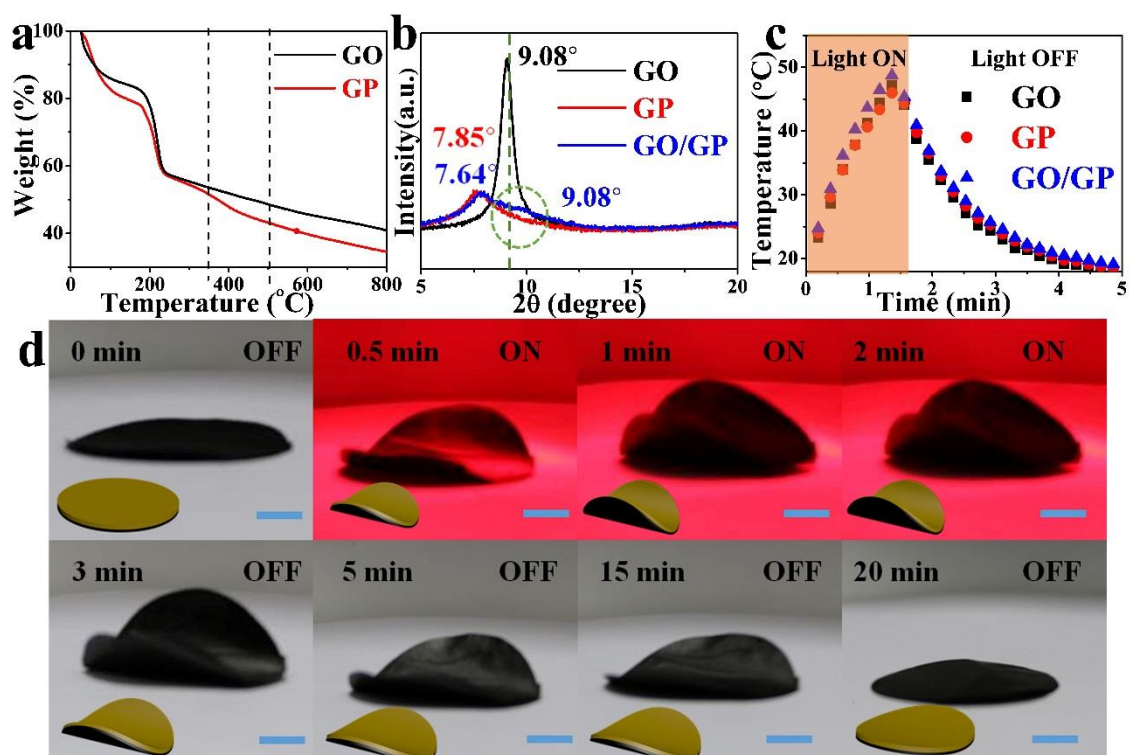 a
100
80
60
40
Weight (%)
GO
GP
0 200 400 600 800
Temperature (°C)
b
9.08°
GO
GP
GO/GP
7.85°
7.64°
9.08°
Intensity(a.u.)
5 10 15 20
2θ (degree)
c
Light ON
Light OFF
GO
GP
GO/GP
50
40
30
20
Temperature (°C)
0 1 2 3 4 5
Time (min)
d
0 min OFF
0.5 min ON
1 min ON
2 min ON
3 min OFF
5 min OFF
15 min OFF
20 min OFF